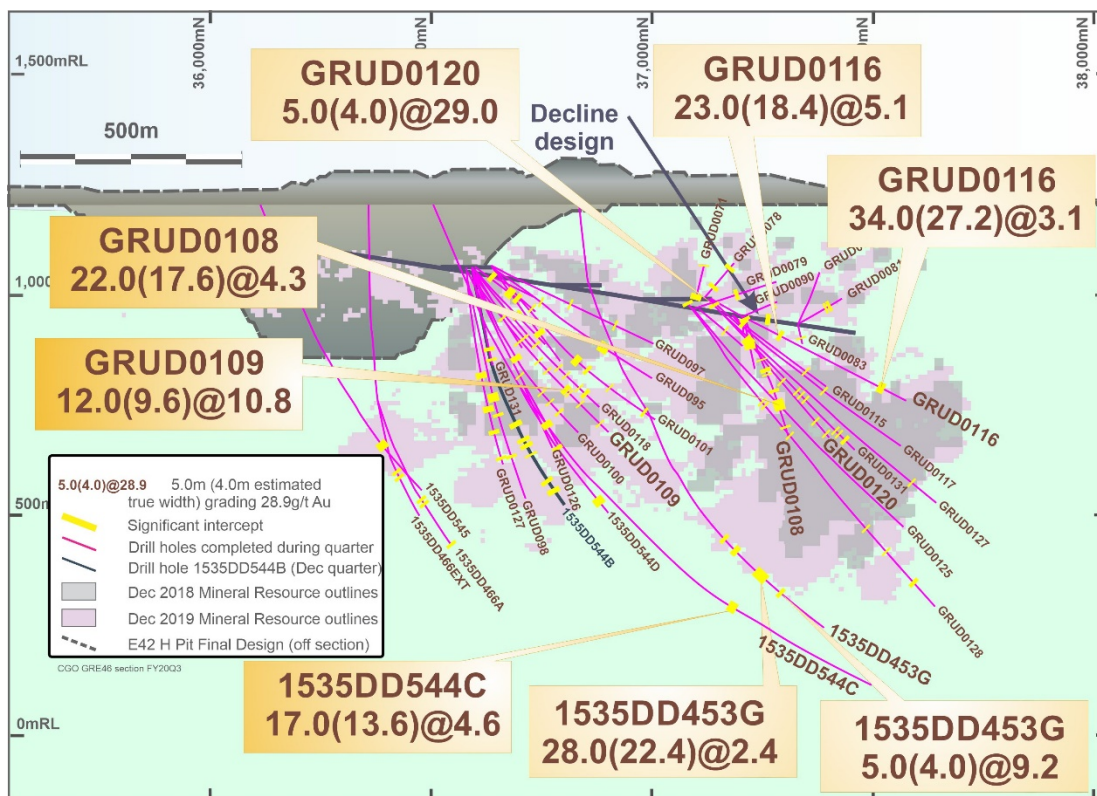 36,000mN
37,000mN
38,0
1,500mRL
500m
GRUD0120
5.0(4.0)@29.0
Decline
design
GRUD0116
23.0(18.4)@5.1
GRUD0116
34.0(27.2)@3.1
GRUD0108
22.0(17.6)@4.3
GRUD0109
12.0(9.6)@10.8
1,00
GRUD0071
GRUD0079
GRUD0090
GRUD0081
GRUD0083
GRUD097
GRUD095
GRUD0101
GRUD131
GRUD0118
GRUD0109
GRUD0100
GRUD0126
GRUD0127
GRUD098
1535DD544B
1535DD544D
1535DD545
1535DD466A
1535DD466EXT
GRUD0116
GRUD0115
GRUD0117
GRUD0131
GRUD0127
GRUD0120
GRUD0108
GRUD0125
GRUD0128
500m
5.0(4.0)@28.9 5.0m (4.0m estimated
true width) grading 28.9g/t Au
Significant intercept
Drill holes completed during quarter
Drill hole 1535DD544B (Dec quarter)
Dec 2018 Mineral Resource outlines
Dec 2019 Mineral Resource outlines
E42 H Pit Final Design (off section)
CGO GRE46 section FY20Q3
0mRL
1535DD453G
1535DD544C
1535DD544C
17.0(13.6)@4.6
1535DD453G
28.0(22.4)@2.4
1535DD453G
5.0(4.0)@9.2